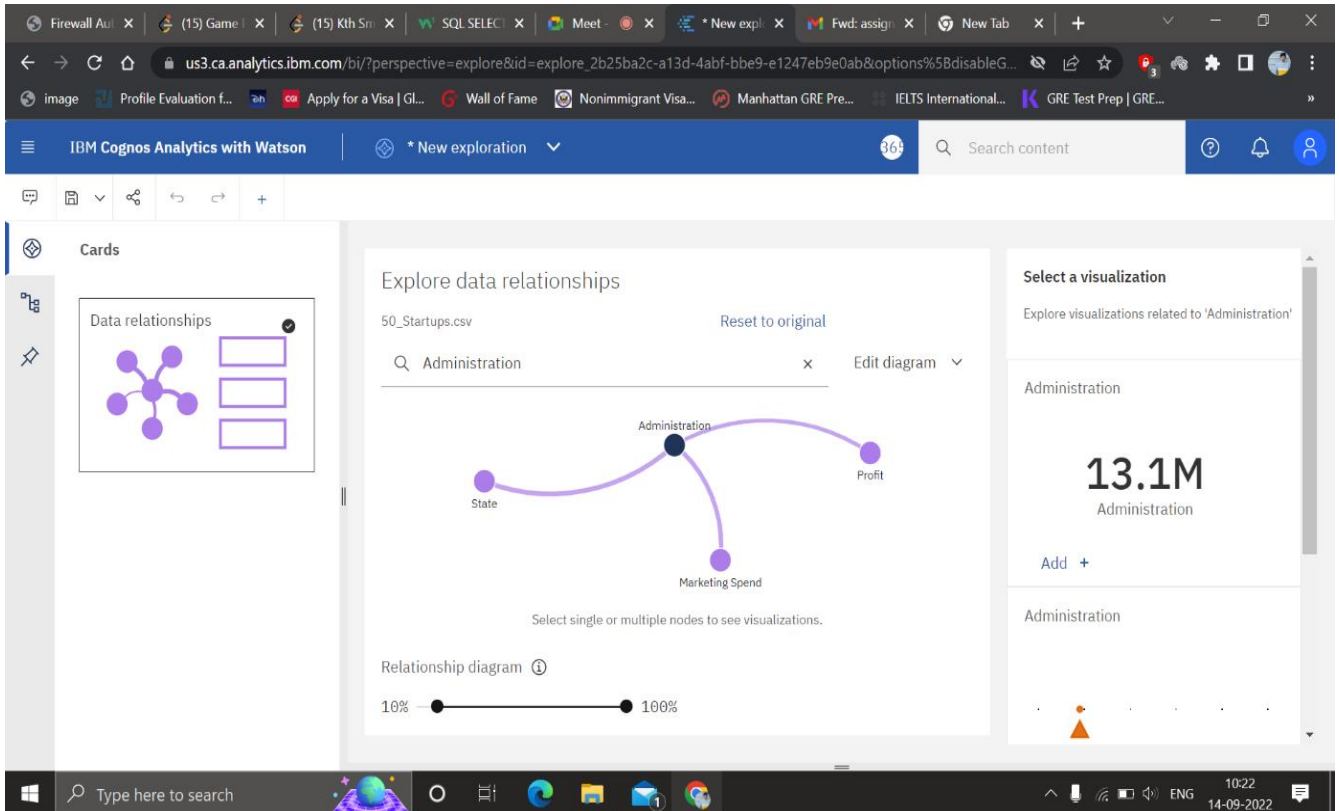 Firewall Aut
(15) Game
(15) Kth Sm
SQL SELECT
Meet -
* New explo
Fwd: assign
New Tab
us3.ca.analytics.ibm.com/bi/?perspective=explore&id=explore_2b25ba2c-a13d-4abf-bbe9-e1247eb9e0ab&options%5BdisableG...
image
Profile Evaluation f...
Apply for a Visa | Gl...
Wall of Fame
Nonimmigrant Visa...
Manhattan GRE Pre...
IELTS International...
GRE Test Prep | GRE...
»
IBM Cognos Analytics with Watson
* New exploration
365
Search content
Cards
Data relationships
Explore data relationships
50_Startups.csv
Reset to original
Administration
Edit diagram
Administration
Profit
State
Marketing Spend
Select single or multiple nodes to see visualizations.
Relationship diagram
10%
100%
Select a visualization
Explore visualizations related to 'Administration'
Administration
13.1M
Administration
Add +
Administration
Type here to search
1
ENG
10:22
14-09-2022